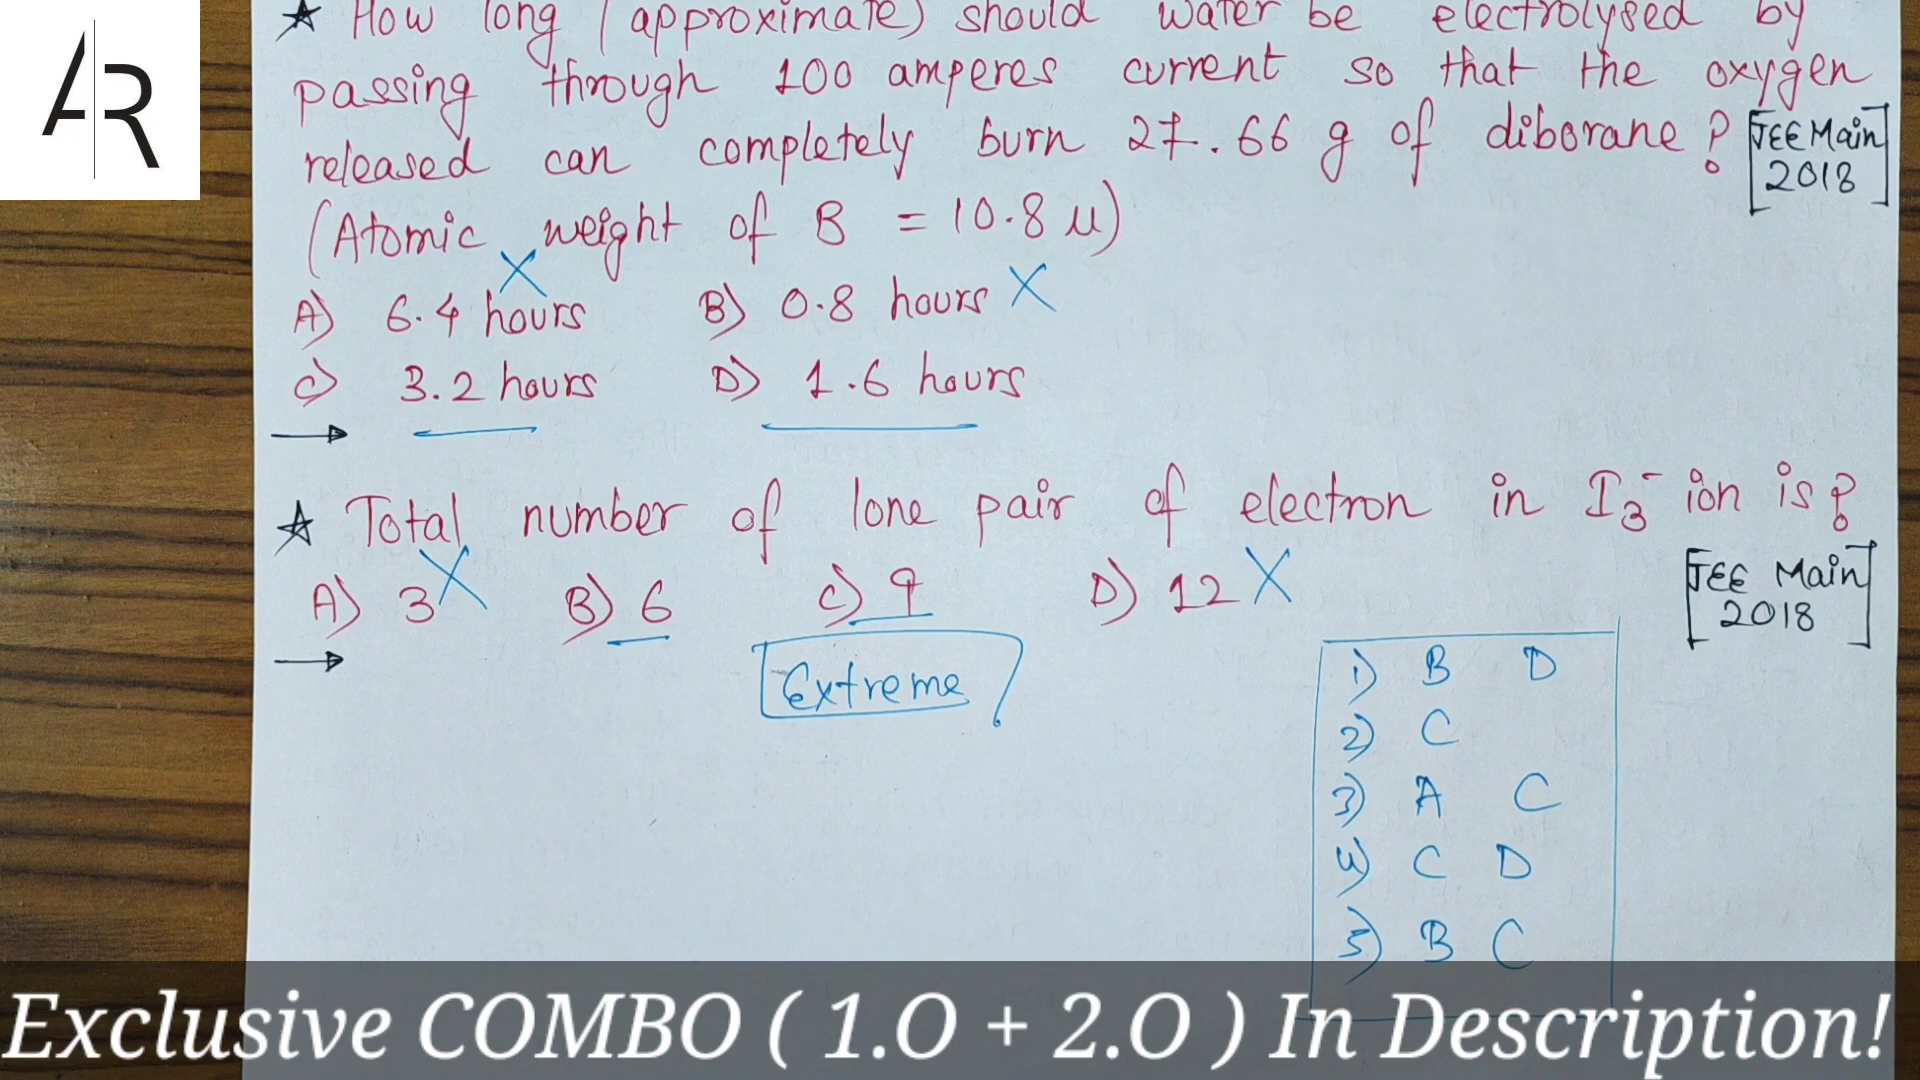 AR
★ How long (approximate) should water be electrolysed by
passing through 100 amperes current so that the oxygen
released can completely burn 27.66 g of diborane? [JEE Main
2018]
(Atomic weight of B = 10.8 u)
A) 6.4 hours B) 0.8 hours
C) 3.2 hours D) 1.6 hours
★ Total number of lone pair of electron in I3⁻ ion is?
A) 3 B) 6 C) 9 D) 12
[JEE Main
2018]
Extreme
1) B D
2) C
3) A C
4) C D
5) B C
Exclusive COMBO ( 1.O + 2.O ) In Description!